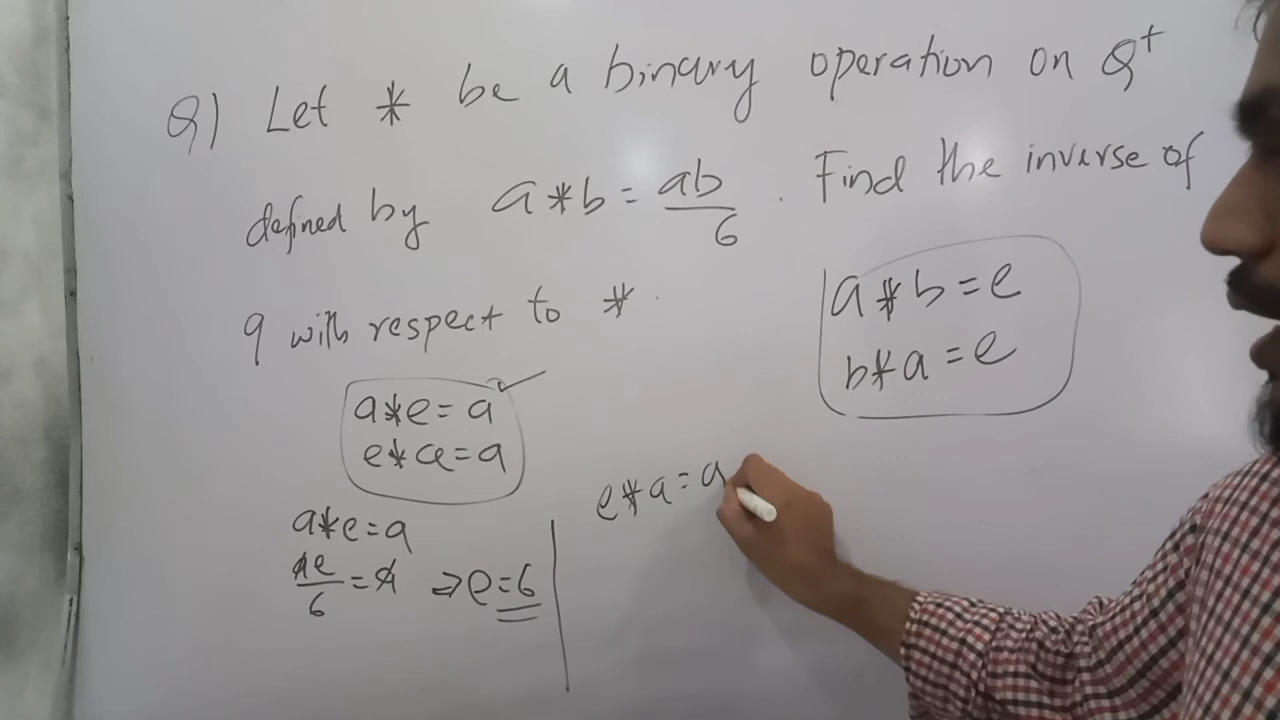 Q) Let * be a binary operation on Q⁺
defined by a*b = ab/6 . Find the inverse of
9 with respect to * .
a*b = e
b*a = e
a*e = a ✓
e*a = a
a*e = a
ae/6 = a ⇒ e = 6
e*a = a